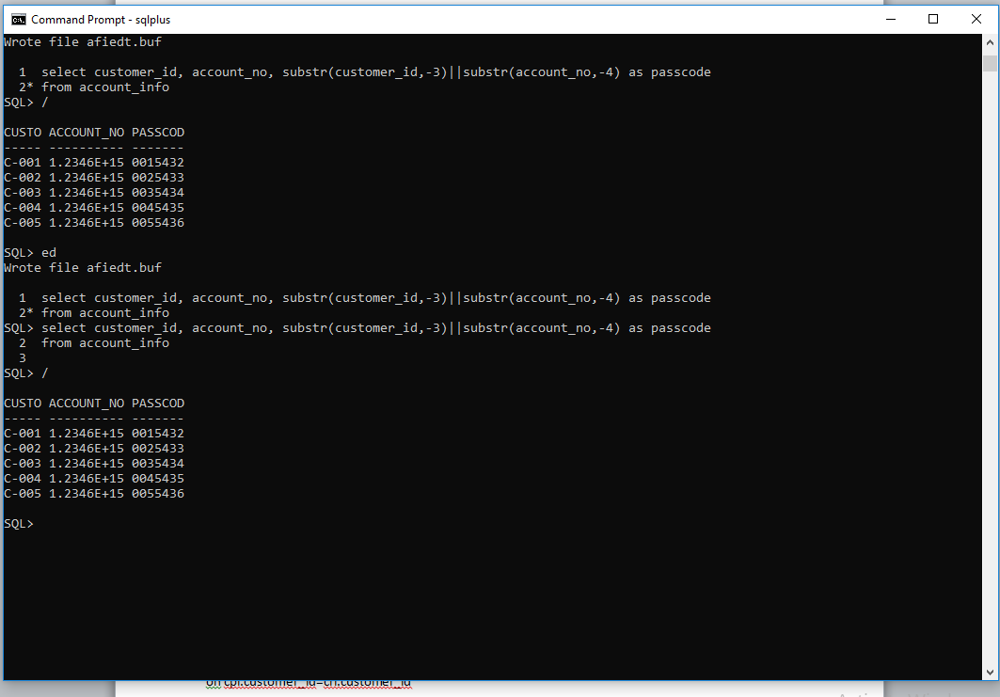 Command Prompt - sqlplus
Wrote file afiedt.buf
  1  select customer_id, account_no, substr(customer_id,-3)||substr(account_no,-4) as passcode
  2* from account_info
SQL> /
CUSTO ACCOUNT_NO PASSCOD
----- ---------- -------
C-001 1.2346E+15 0015432
C-002 1.2346E+15 0025433
C-003 1.2346E+15 0035434
C-004 1.2346E+15 0045435
C-005 1.2346E+15 0055436
SQL> ed
Wrote file afiedt.buf
  1  select customer_id, account_no, substr(customer_id,-3)||substr(account_no,-4) as passcode
  2* from account_info
SQL> select customer_id, account_no, substr(customer_id,-3)||substr(account_no,-4) as passcode
  2  from account_info
  3
SQL> /
CUSTO ACCOUNT_NO PASSCOD
----- ---------- -------
C-001 1.2346E+15 0015432
C-002 1.2346E+15 0025433
C-003 1.2346E+15 0035434
C-004 1.2346E+15 0045435
C-005 1.2346E+15 0055436
SQL>